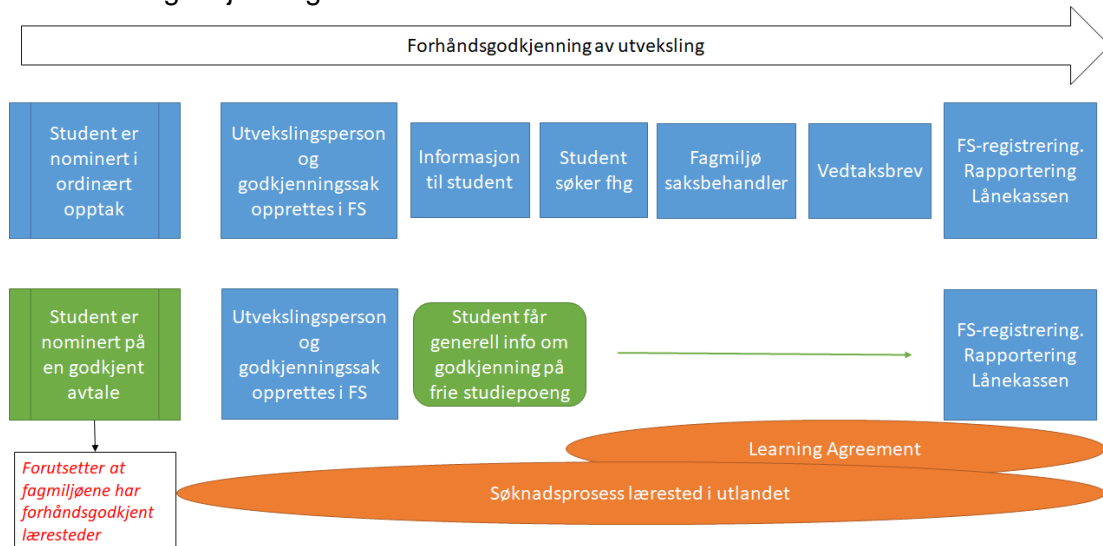 Forhåndsgodkjenning av utveksling
Student er
nominert i
ordinært
opptak
Utvekslingsperson
og
godkjenningssak
opprettes i FS
Informasjon
til student
Student
søker fhg
Fagmiljø
saksbehandler
Vedtaksbrev
FS-registrering.
Rapportering
Lånekassen
Student er
nominert på
en godkjent
avtale
Utvekslingsperson
og
godkjenningssak
opprettes i FS
Student får
generell info om
godkjenning på
frie studiepoeng
FS-registrering.
Rapportering
Lånekassen
Learning Agreement
Søknadsprosess lærested i utlandet
Forutsetter at
fagmiljøene har
forhåndsgodkjent
læresteder